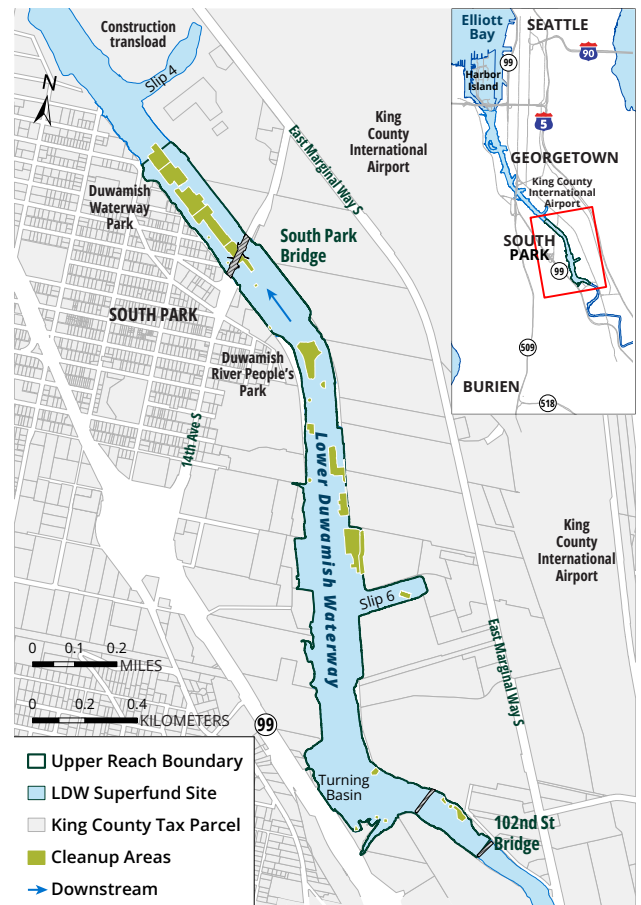 Construction
transload
Slip 4
N
Duwamish
Waterway
Park
King
County
International
Airport
East Marginal Way S
South Park
Bridge
SOUTH PARK
Duwamish
River People's
Park
14th Ave S
Lower Duwamish Waterway
King
County
International
Airport
Slip 6
East Marginal Way S
0 0.1 0.2
MILES
0 0.2 0.4
KILOMETERS
99
Turning
Basin
102nd St
Bridge
Upper Reach Boundary
LDW Superfund Site
King County Tax Parcel
Cleanup Areas
Downstream
Elliott
Bay
SEATTLE
99
90
Harbor
Island
5
GEORGETOWN
King County
International
Airport
SOUTH
PARK
99
509
BURIEN
518